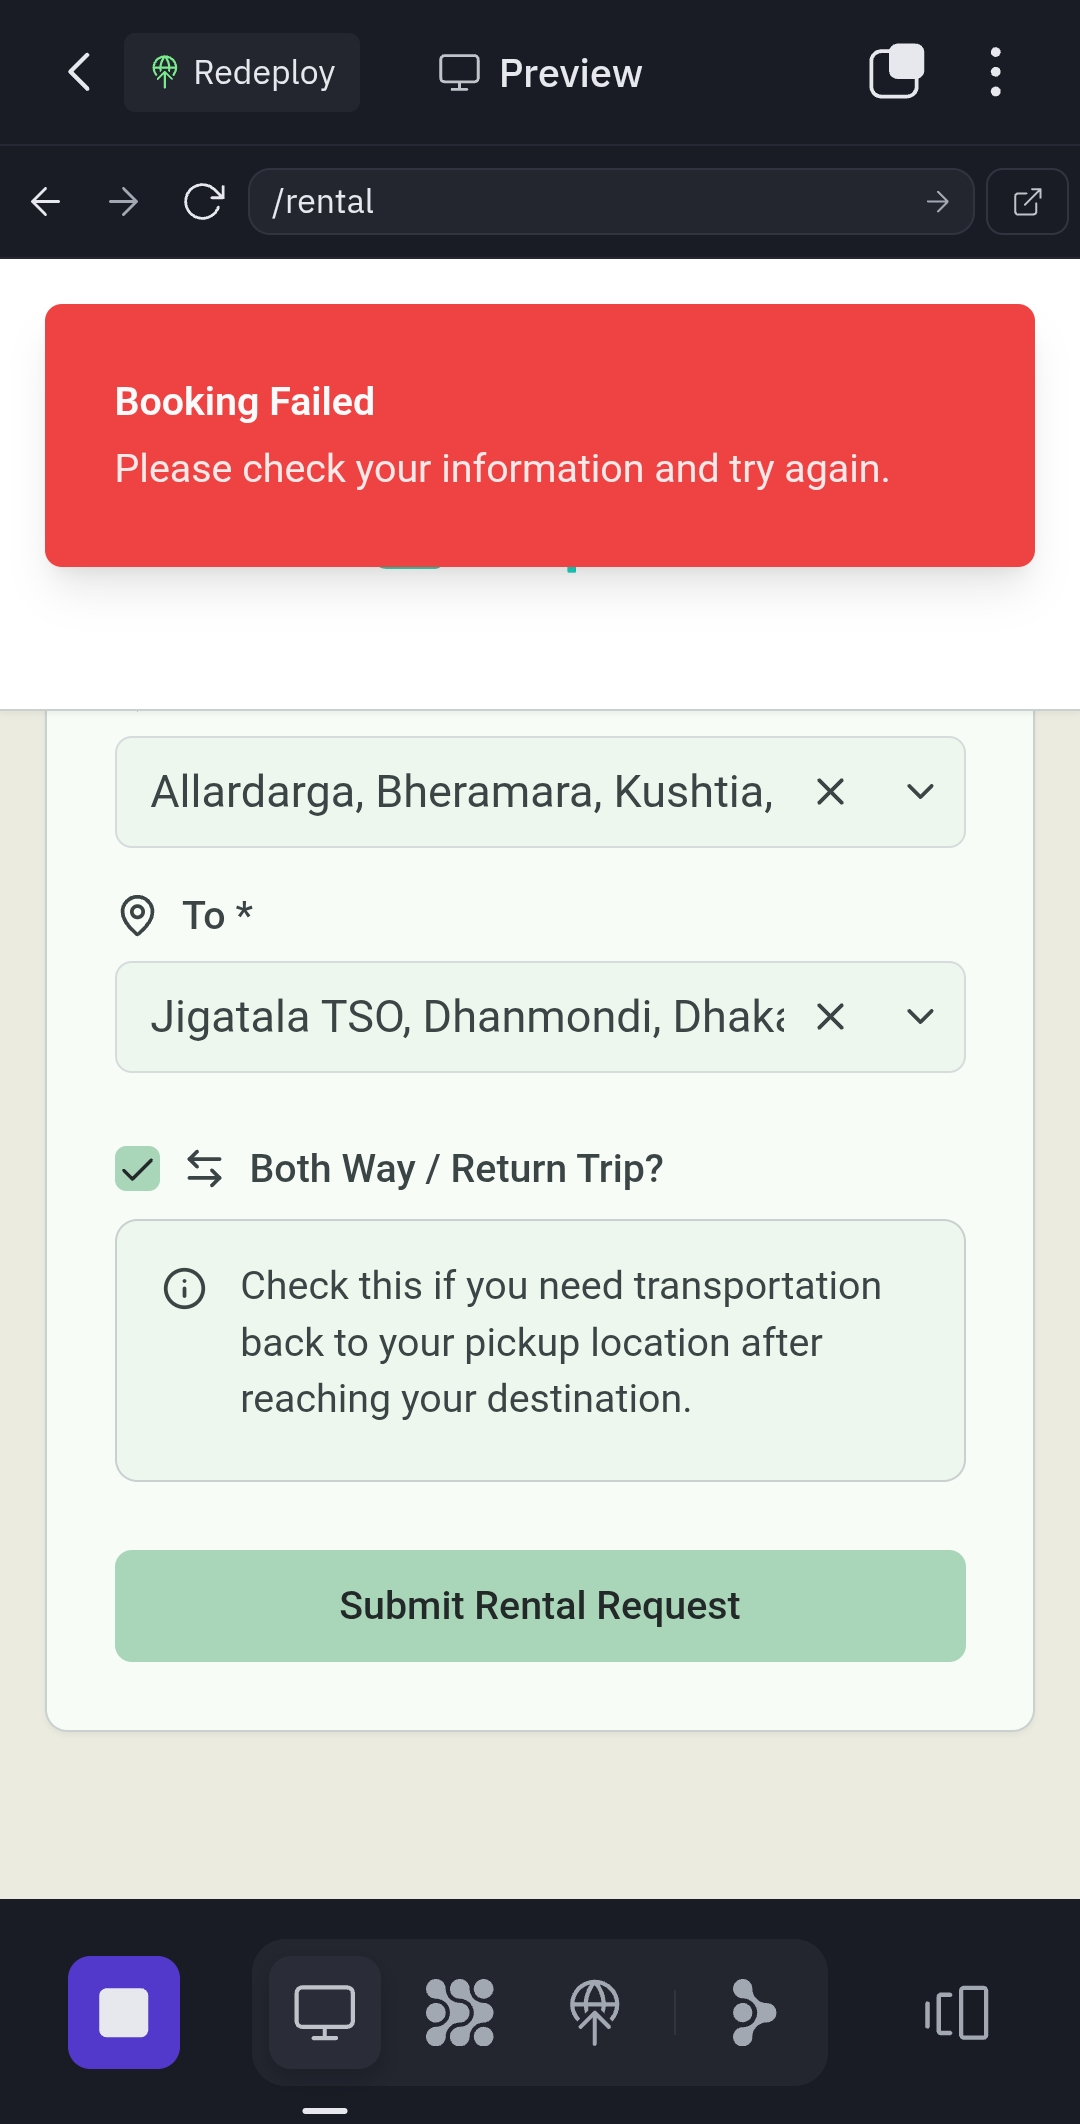 Redeploy
Preview
/rental
Booking Failed
Please check your information and try again.
Allardarga, Bheramara, Kushtia,
To *
Jigatala TSO, Dhanmondi, Dhaka
Both Way / Return Trip?
Check this if you need transportation
back to your pickup location after
reaching your destination.
Submit Rental Request